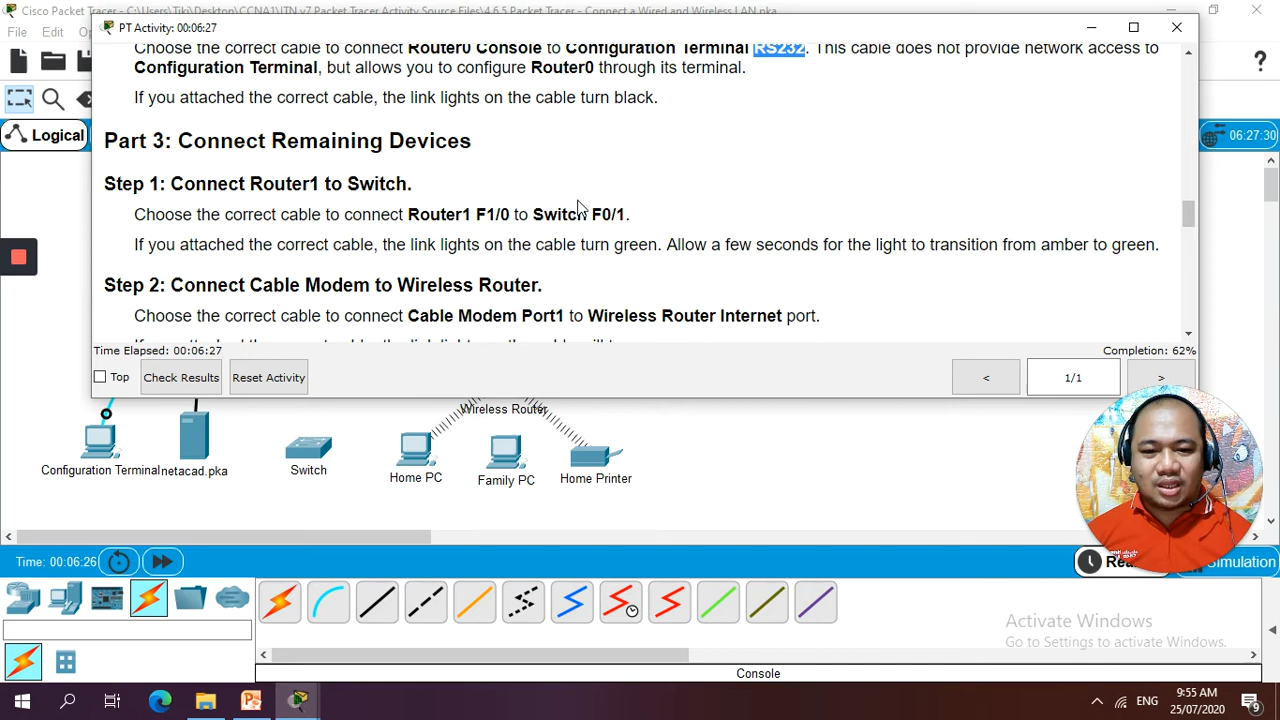 Cisco Packet Tracer - C:\Users\Tiki\Desktop\CCNA1\ITN v7 Packet Tracer Activity Source Files\4.6.5 Packet Tracer - Connect a Wired and Wireless LAN.pka
PT Activity: 00:06:27
File Edit
Choose the correct cable to connect Router0 Console to Configuration Terminal RS232. This cable does not provide network access to
Configuration Terminal, but allows you to configure Router0 through its terminal.
If you attached the correct cable, the link lights on the cable turn black.
Logical
06:27:30
Part 3: Connect Remaining Devices
Step 1: Connect Router1 to Switch.
Choose the correct cable to connect Router1 F1/0 to Switch F0/1.
If you attached the correct cable, the link lights on the cable turn green. Allow a few seconds for the light to transition from amber to green.
Step 2: Connect Cable Modem to Wireless Router.
Choose the correct cable to connect Cable Modem Port1 to Wireless Router Internet port.
Time Elapsed: 00:06:27
Completion: 62%
Top
Check Results
Reset Activity
<
1/1
>
Wireless Router
Configuration Terminal
netacad.pka
Switch
Home PC
Family PC
Home Printer
Time: 00:06:26
Simulation
Activate Windows
Go to Settings to activate Windows.
Console
ENG
9:55 AM
25/07/2020
9